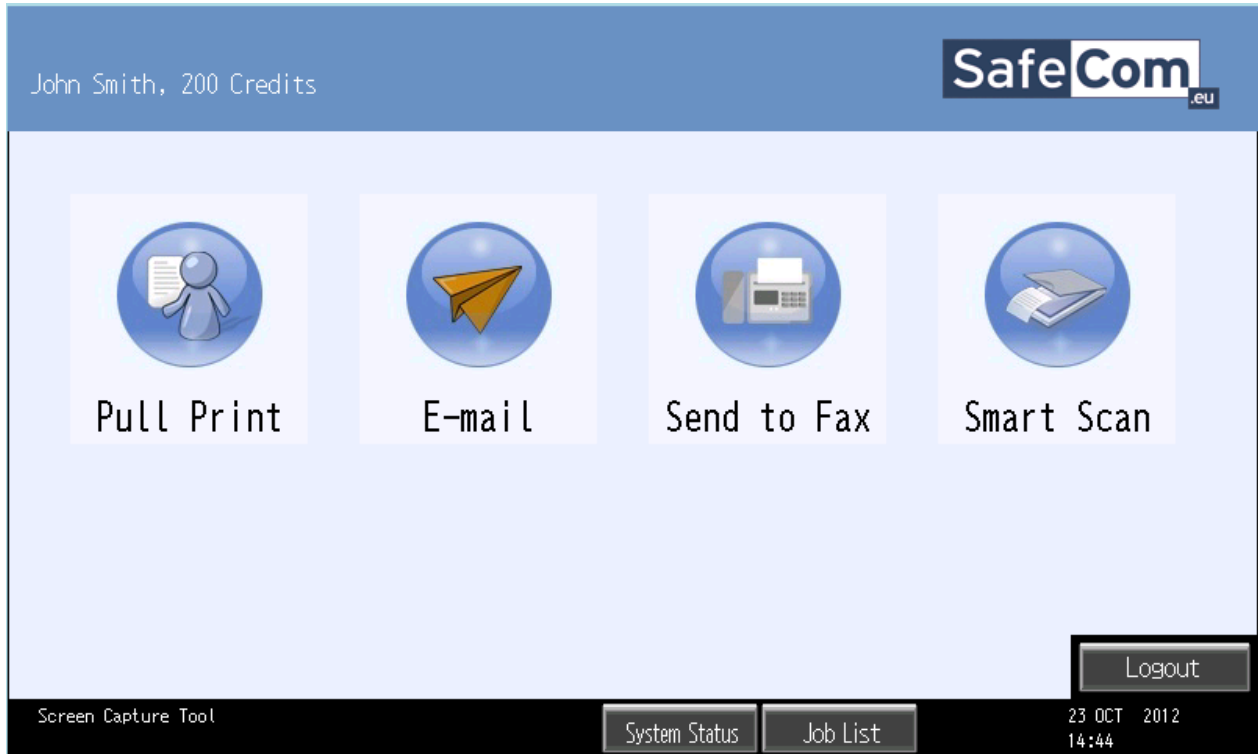 John Smith, 200 Credits
SafeCom
.eu
Pull Print
E-mail
Send to Fax
Smart Scan
Logout
Screen Capture Tool
System Status
Job List
23 OCT 2012
14:44